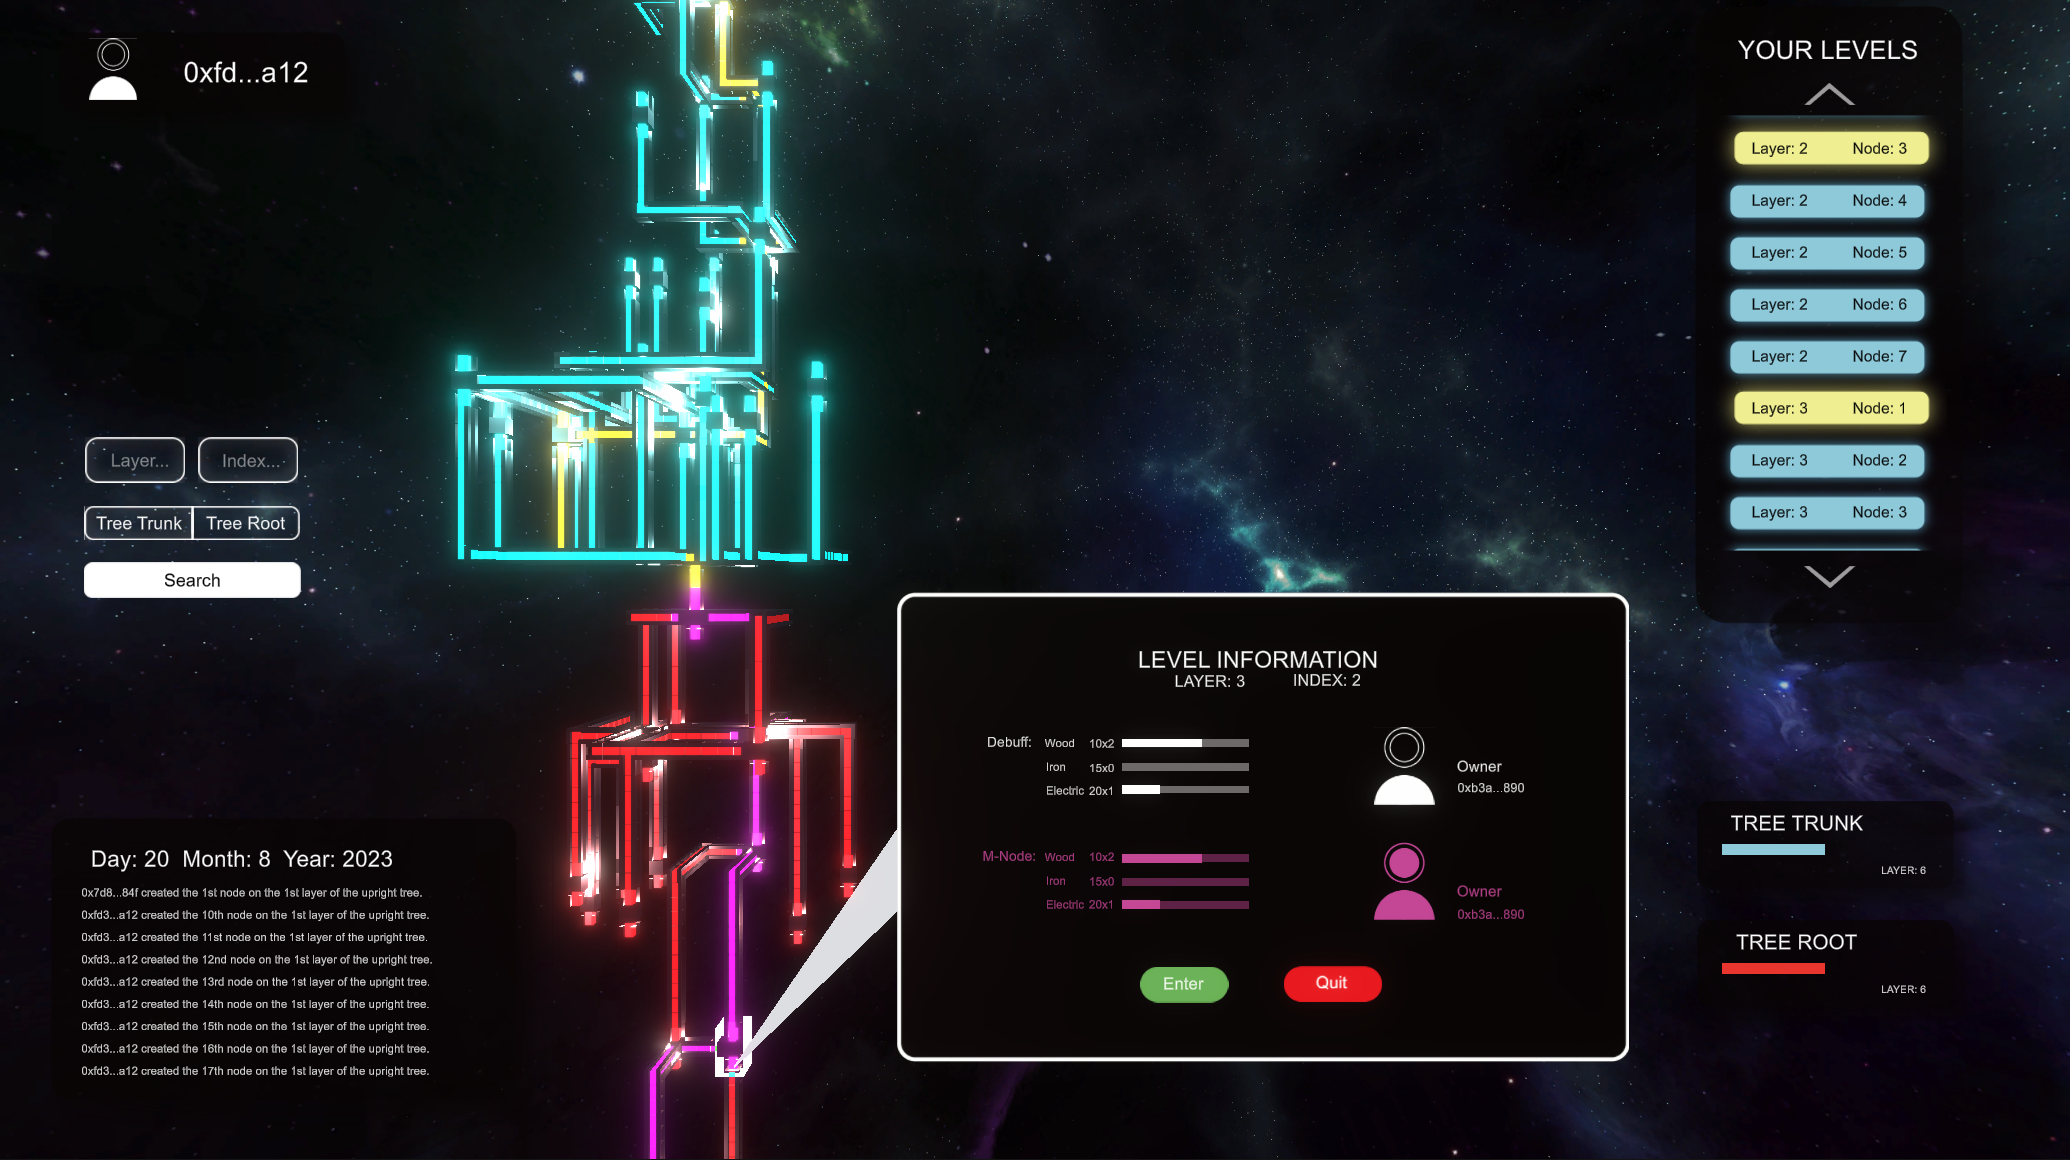 0xfd...a12
YOUR LEVELS
Layer: 2 Node: 3
Layer: 2 Node: 4
Layer: 2 Node: 5
Layer: 2 Node: 6
Layer: 2 Node: 7
Layer: 3 Node: 1
Layer: 3 Node: 2
Layer: 3 Node: 3
Layer... Index...
Tree Trunk Tree Root
Search
LEVEL INFORMATION
LAYER: 3 INDEX: 2
Debuff: Wood 10x2
Iron 15x0
Electric 20x1
Owner
0xb3a...890
M-Node: Wood 10x2
Iron 15x0
Electric 20x1
Owner
0xb3a...890
Enter Quit
TREE TRUNK
LAYER: 6
TREE ROOT
LAYER: 6
Day: 20 Month: 8 Year: 2023
0x7d8...84f created the 1st node on the 1st layer of the upright tree.
0xfd3...a12 created the 10th node on the 1st layer of the upright tree.
0xfd3...a12 created the 11st node on the 1st layer of the upright tree.
0xfd3...a12 created the 12nd node on the 1st layer of the upright tree.
0xfd3...a12 created the 13rd node on the 1st layer of the upright tree.
0xfd3...a12 created the 14th node on the 1st layer of the upright tree.
0xfd3...a12 created the 15th node on the 1st layer of the upright tree.
0xfd3...a12 created the 16th node on the 1st layer of the upright tree.
0xfd3...a12 created the 17th node on the 1st layer of the upright tree.